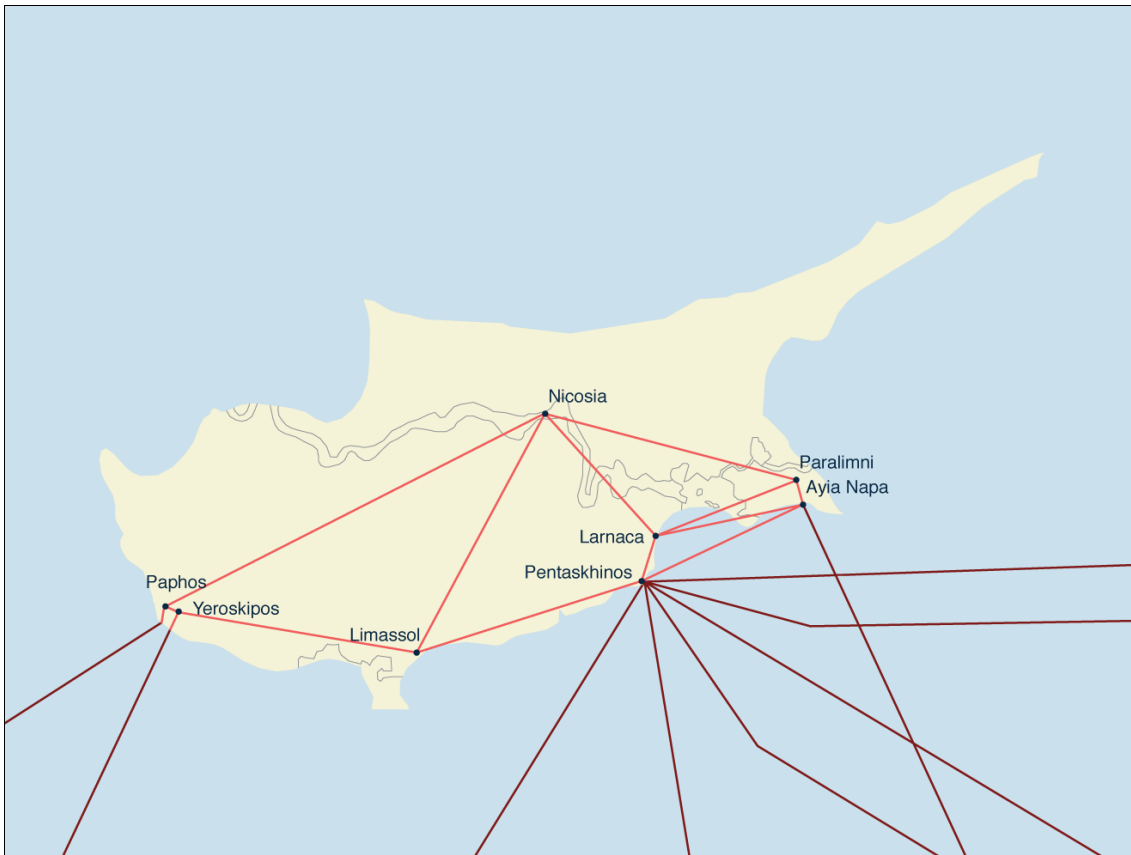 Nicosia
Paralimni
Ayia Napa
Larnaca
Pentaskhinos
Paphos
Yeroskipos
Limassol